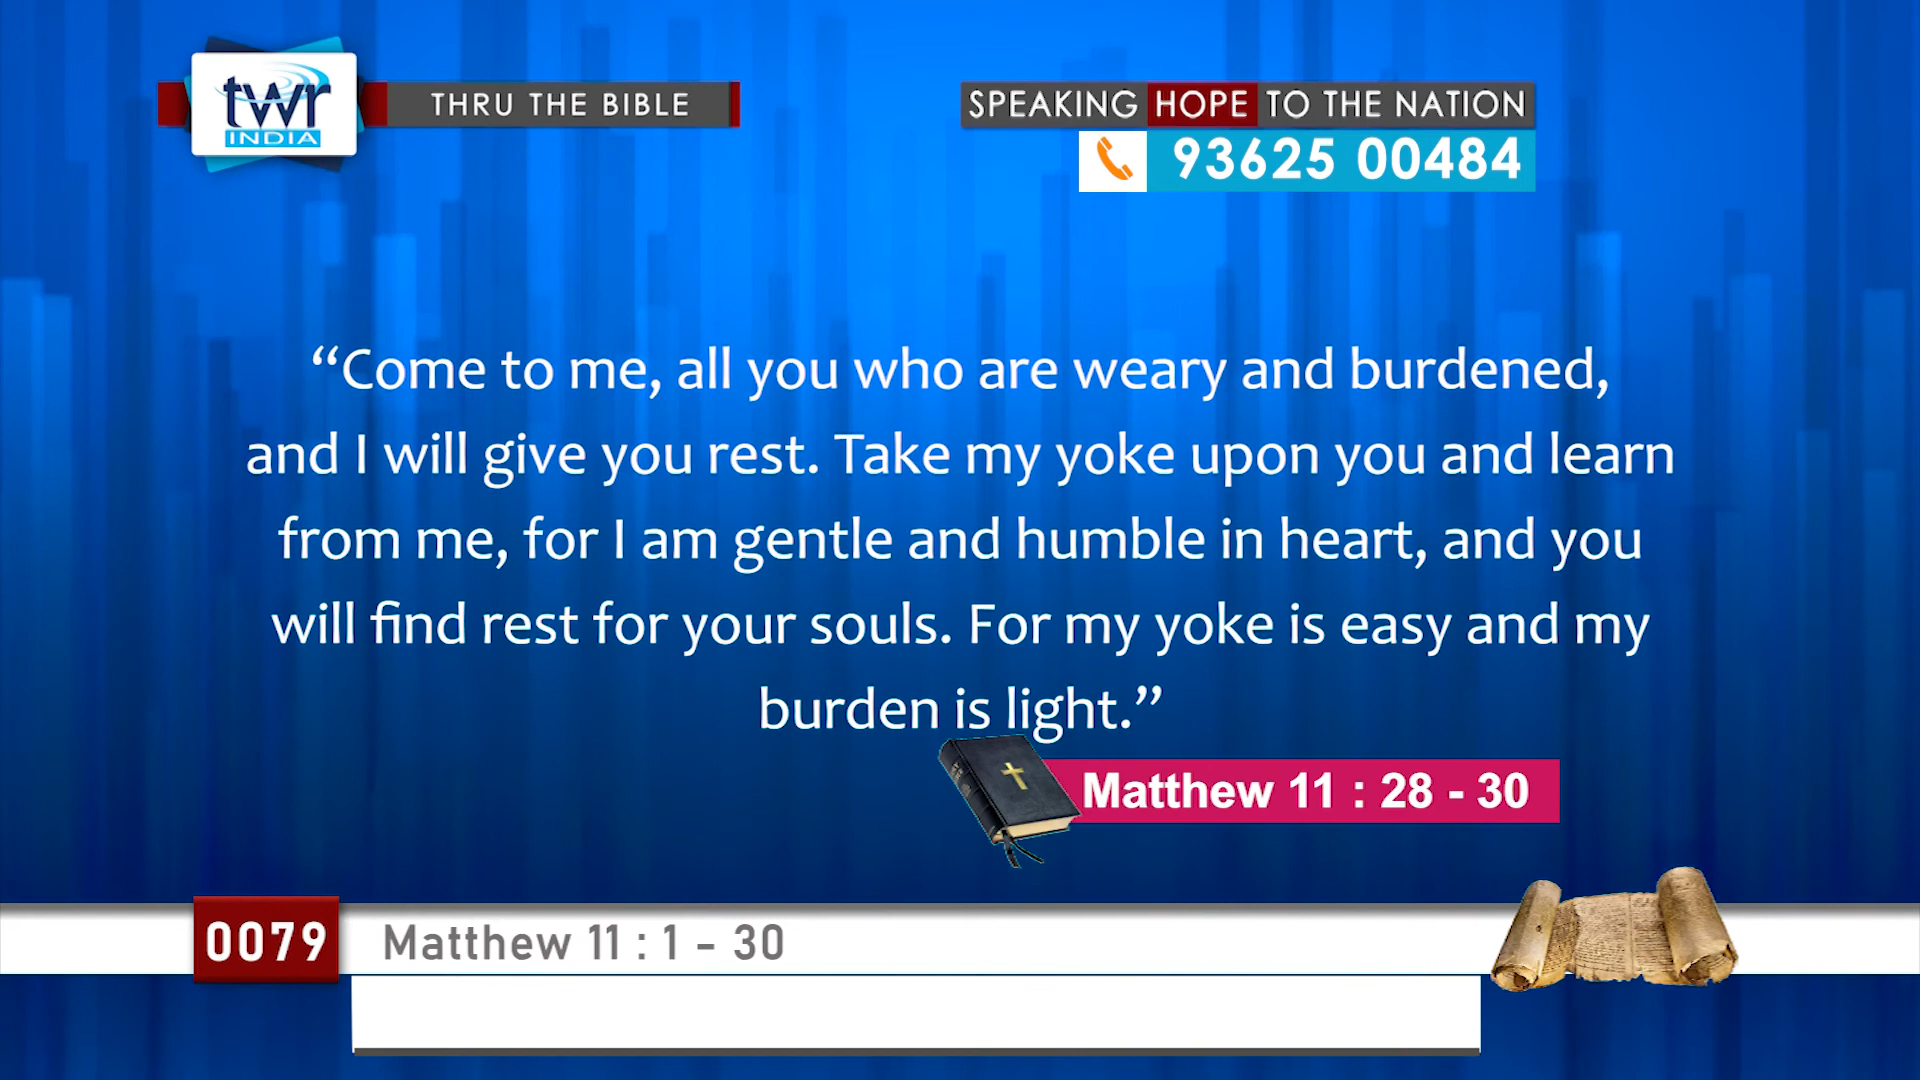 twr
INDIA
THRU THE BIBLE
SPEAKING HOPE TO THE NATION
93625 00484
“Come to me, all you who are weary and burdened,
and I will give you rest. Take my yoke upon you and learn
from me, for I am gentle and humble in heart, and you
will find rest for your souls. For my yoke is easy and my
burden is light.”
Matthew 11 : 28 - 30
0079
Matthew 11 : 1 - 30